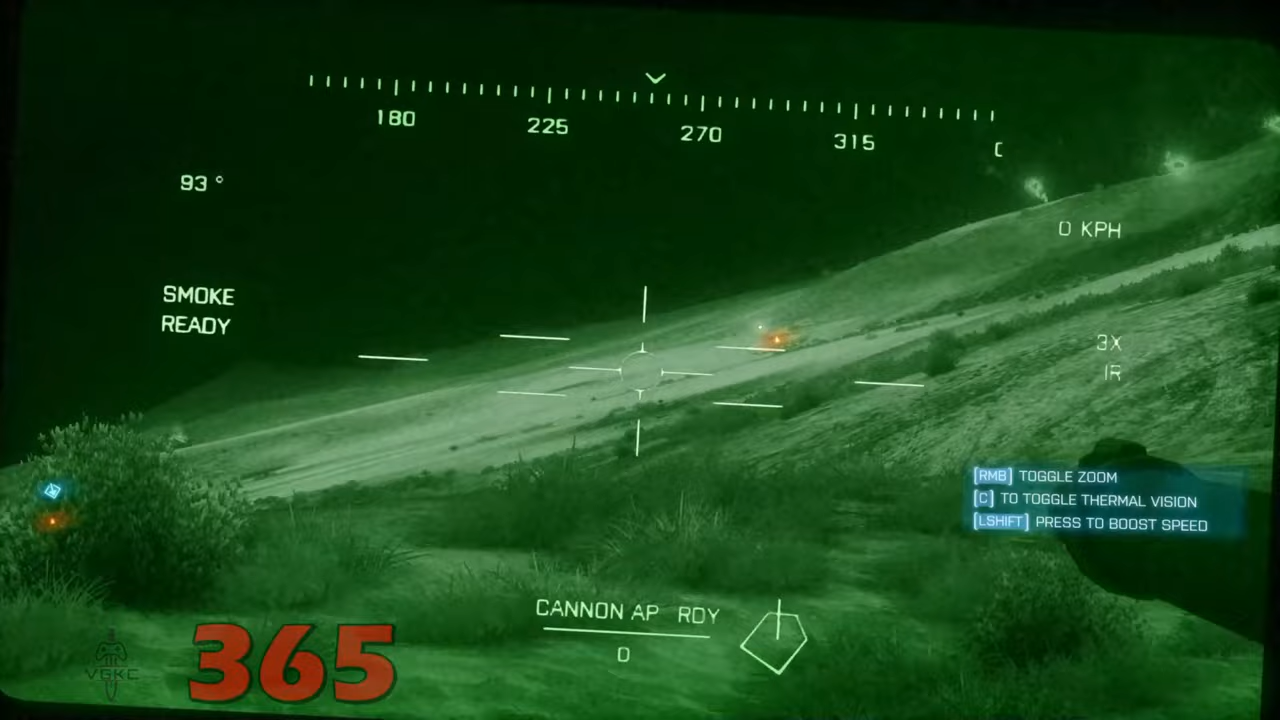 180
225
270
315
93 °
0 KPH
SMOKE
READY
3X
IR
[RMB] TOGGLE ZOOM
[C] TO TOGGLE THERMAL VISION
[LSHIFT] PRESS TO BOOST SPEED
CANNON AP RDY
0
365
VGKC